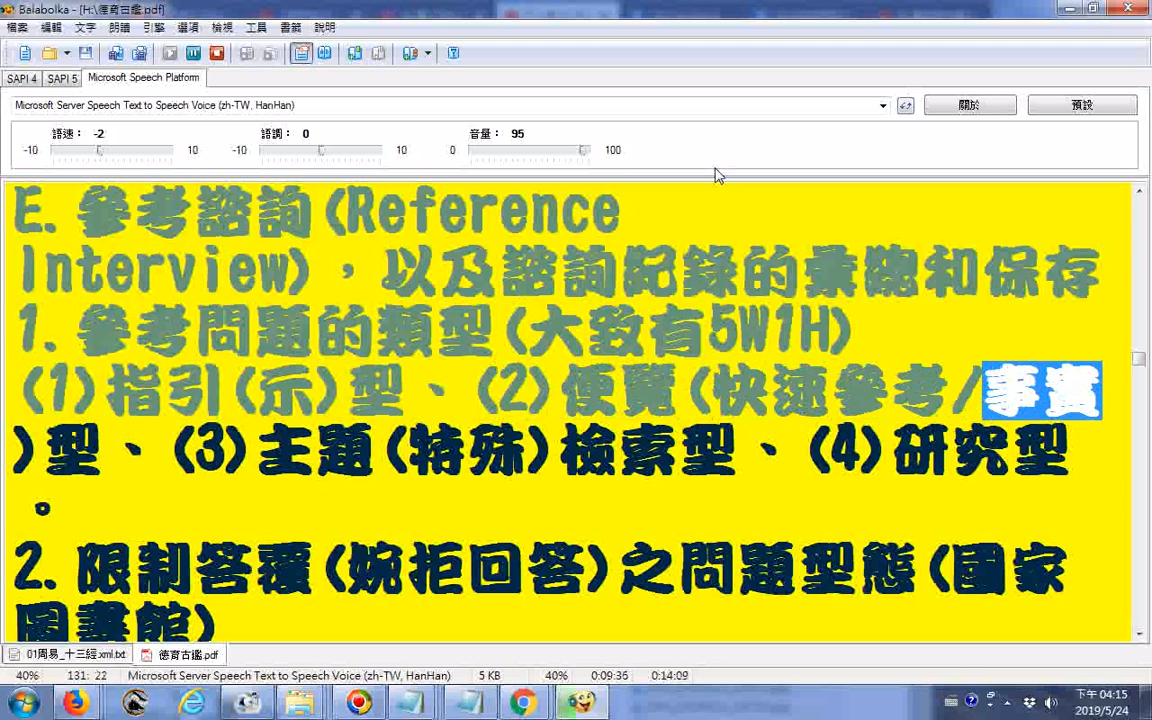 Balabolka - [H:\德育古鑑.pdf]
檔案 編輯 文字 朗讀 引擎 選項 檢視 工具 書籤 說明
SAPI 4 SAPI 5 Microsoft Speech Platform
Microsoft Server Speech Text to Speech Voice (zh-TW, HanHan) 關於 預設
語速： -2 語調： 0 音量： 95
-10 10 -10 10 0 100
E. 參考諮詢(Reference
Interview)，以及諮詢記錄的彙總和保存
1. 參考問題的類型(大致有5W1H)
(1)指引(示)型、(2)便覽(快速參考/事實
)型、(3)主題(特殊)檢索型、(4)研究型
。
2. 限制答覆(婉拒回答)之問題型態(國家
圖書館)
01周易_十三經.xml.txt 德育古鑑.pdf
40% 131: 22 Microsoft Server Speech Text to Speech Voice (zh-TW, HanHan) 5 KB 40% 0:09:36 0:14:09
下午 04:15
2019/5/24